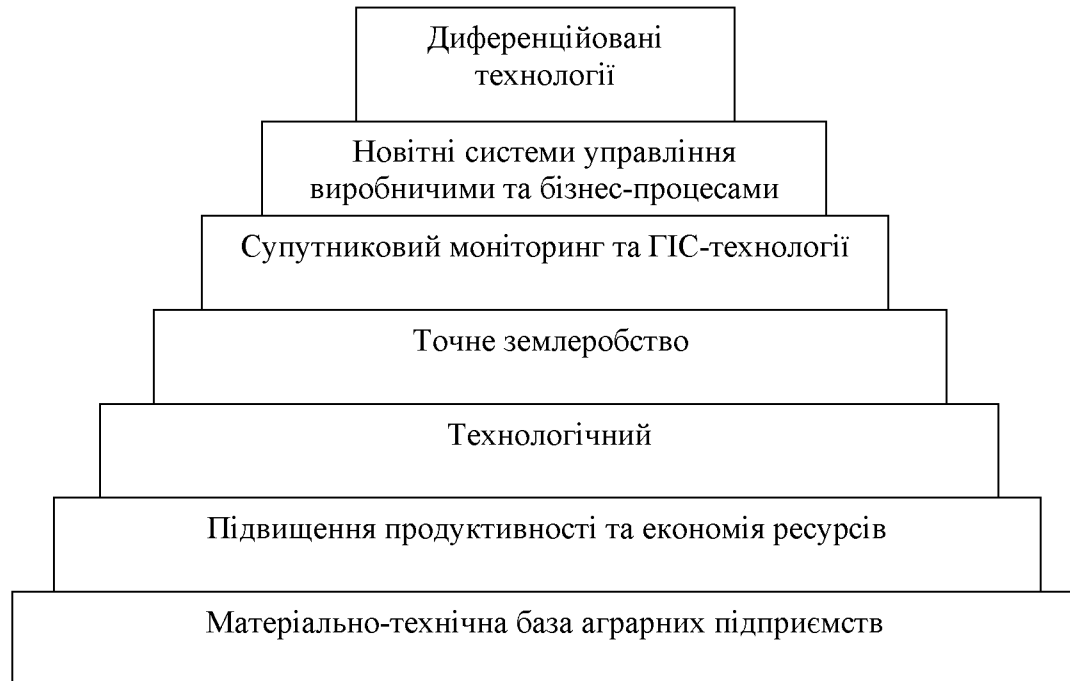 Диференційовані
технології
Новітні системи управління
виробничими та бізнес-процесами
Супутниковий моніторинг та ГІС-технології
Точне землеробство
Технологічний
Підвищення продуктивності та економія ресурсів
Матеріально-технічна база аграрних підприємств